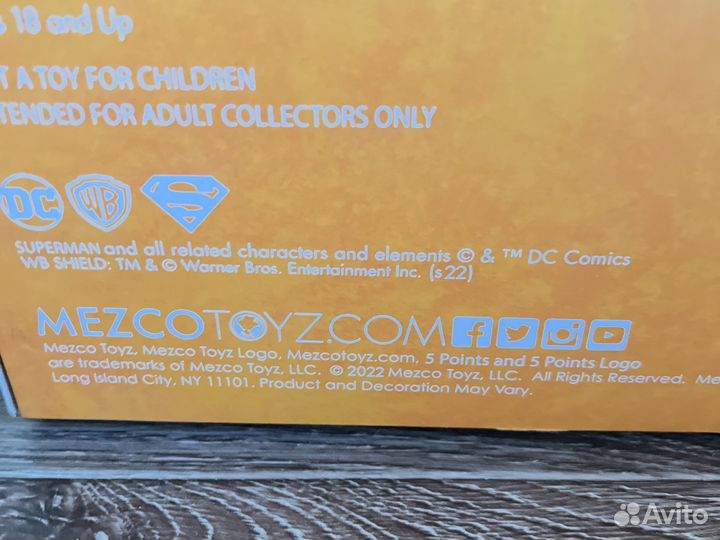 18 and Up
T A TOY FOR CHILDREN
TENDED FOR ADULT COLLECTORS ONLY
DC WB S
SUPERMAN and all related characters and elements © & ™ DC Comics
WB SHIELD: TM & © Warner Bros. Entertainment Inc. (s22)
MEZCOTOYZ.COM
Mezco Toyz, Mezco Toyz Logo, Mezcotoyz.com, 5 Points and 5 Points Logo
are trademarks of Mezco Toyz, LLC. © 2022 Mezco Toyz, LLC. All Rights Reserved. Me
Long Island City, NY 11101. Product and Decoration May Vary.
Avito